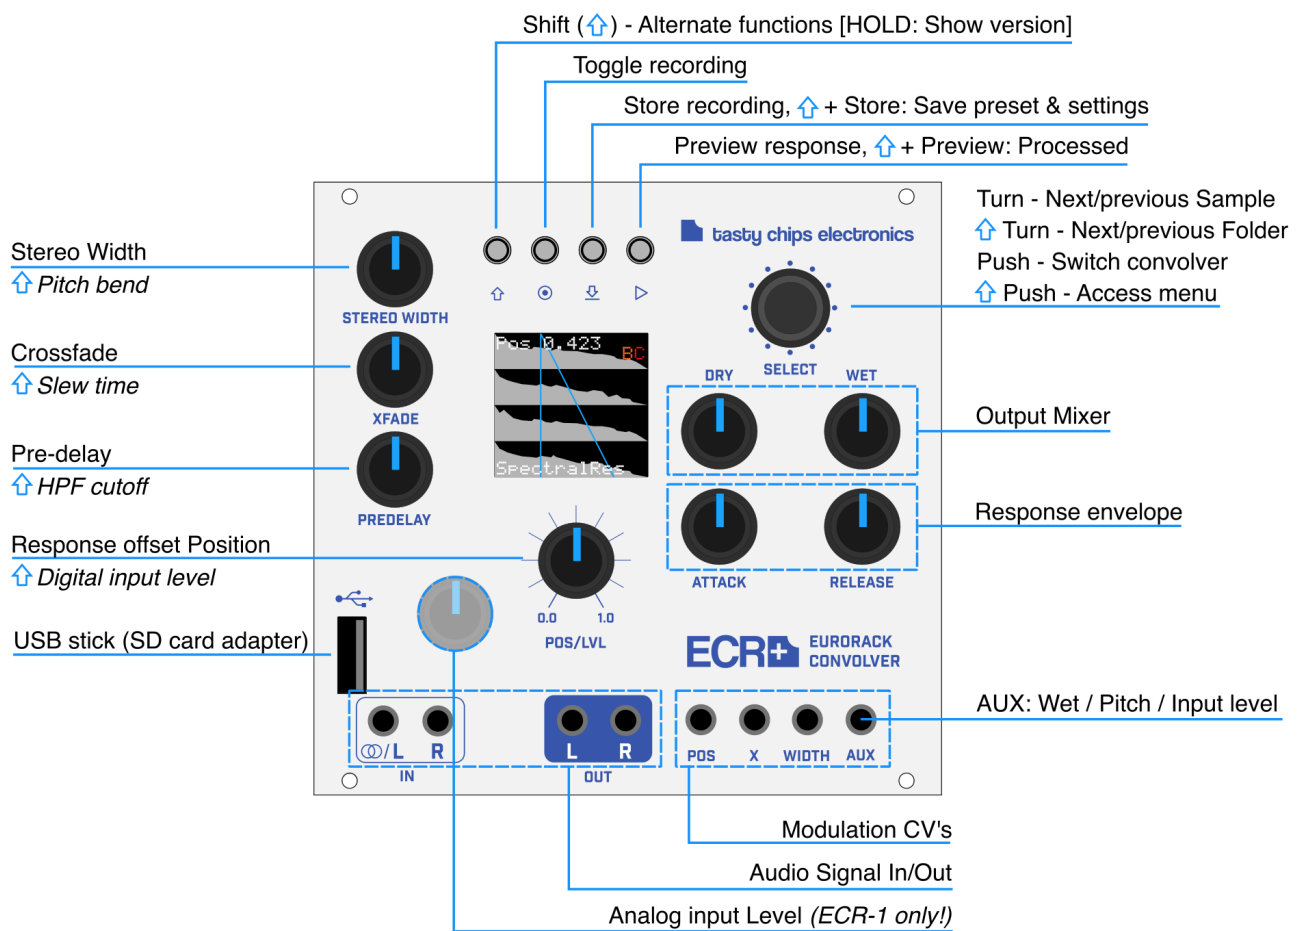 Shift (⇧) - Alternate functions [HOLD: Show version]
Toggle recording
Store recording, ⇧ + Store: Save preset & settings
Preview response, ⇧ + Preview: Processed
Turn - Next/previous Sample
⇧ Turn - Next/previous Folder
Push - Switch convolver
⇧ Push - Access menu
Stereo Width
⇧ Pitch bend
Crossfade
⇧ Slew time
Pre-delay
⇧ HPF cutoff
Response offset Position
⇧ Digital input level
USB stick (SD card adapter)
tasty chips electronics
STEREO WIDTH
XFADE
PREDELAY
Pos 0.423
BC
SpectralRes
SELECT
DRY
WET
Output Mixer
ATTACK
RELEASE
Response envelope
0.0
1.0
POS/LVL
ECR+
EURORACK
CONVOLVER
/L
R
IN
L
R
OUT
POS
X
WIDTH
AUX
AUX: Wet / Pitch / Input level
Modulation CV's
Audio Signal In/Out
Analog input Level (ECR-1 only!)